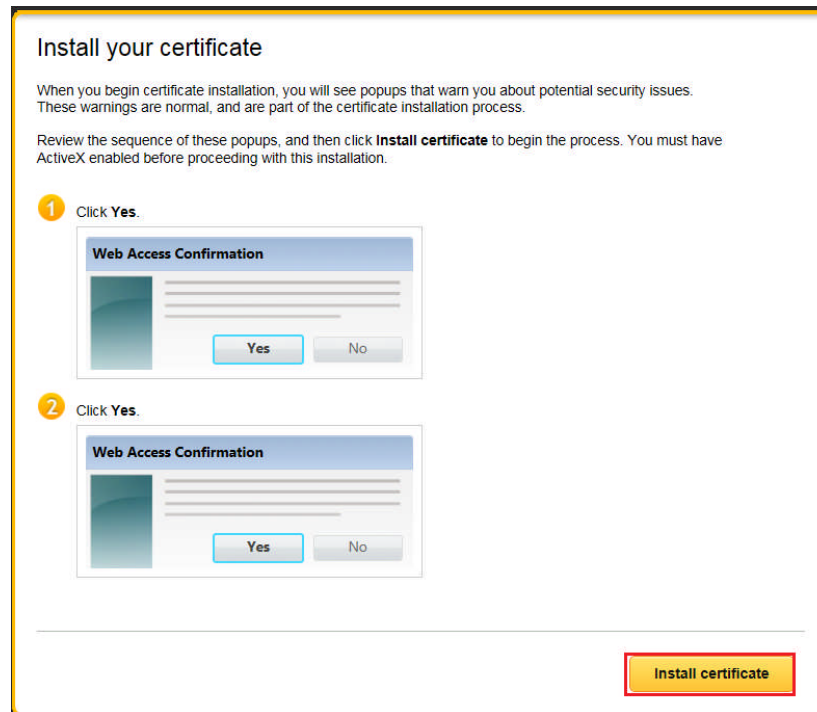 Install your certificate
When you begin certificate installation, you will see popups that warn you about potential security issues.
These warnings are normal, and are part of the certificate installation process.
Review the sequence of these popups, and then click Install certificate to begin the process. You must have
ActiveX enabled before proceeding with this installation.
1 Click Yes.
Web Access Confirmation
Yes No
2 Click Yes.
Web Access Confirmation
Yes No
Install certificate